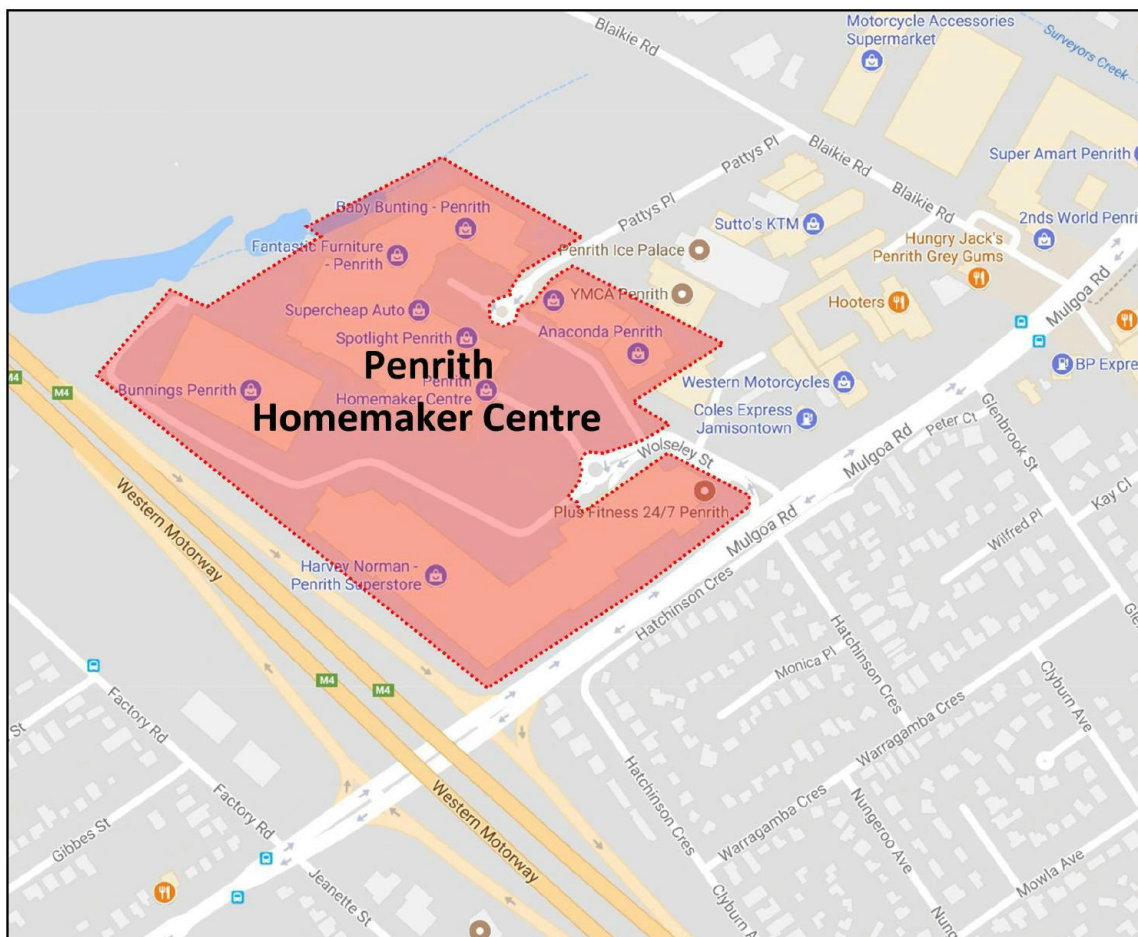 Motorcycle Accessories
Supermarket
Blaikie Rd
Surveyors Creek
Pattys Pl
Blaikie Rd
Super Amart Penrith
Baby Bunting - Penrith
Pattys Pl
Blaikie Rd
Sutto's KTM
2nds World Penri
Fantastic Furniture
- Penrith
Penrith Ice Palace
Hungry Jack's
Penrith Grey Gums
YMCA Penrith
Hooters
Mulgoa Rd
Supercheap Auto
Spotlight Penrith
Anaconda Penrith
Penrith
Homemaker Centre
Penrith
Homemaker Centre
Bunnings Penrith
M4
M4
Western Motorcycles
BP Expre
Coles Express
Jamisontown
Glenbrook St
Peter Ct
Mulgoa Rd
Wolseley St
Kay Cl
Plus Fitness 24/7 Penrith
Mulgoa Rd
Wilfred Pl
Western Motorway
Harvey Norman -
Penrith Superstore
Hatchinson Cres
Hatchinson Cres
Monica Pl
Gle
M4
M4
Clyburn Ave
Warragamba Cres
Factory Rd
St
Hatchinson Cres
Warragamba Cres
Nungeroo Ave
Western Motorway
Factory Rd
Gibbes St
Jeanette St
Clyburn A
Mowla Ave
Nung